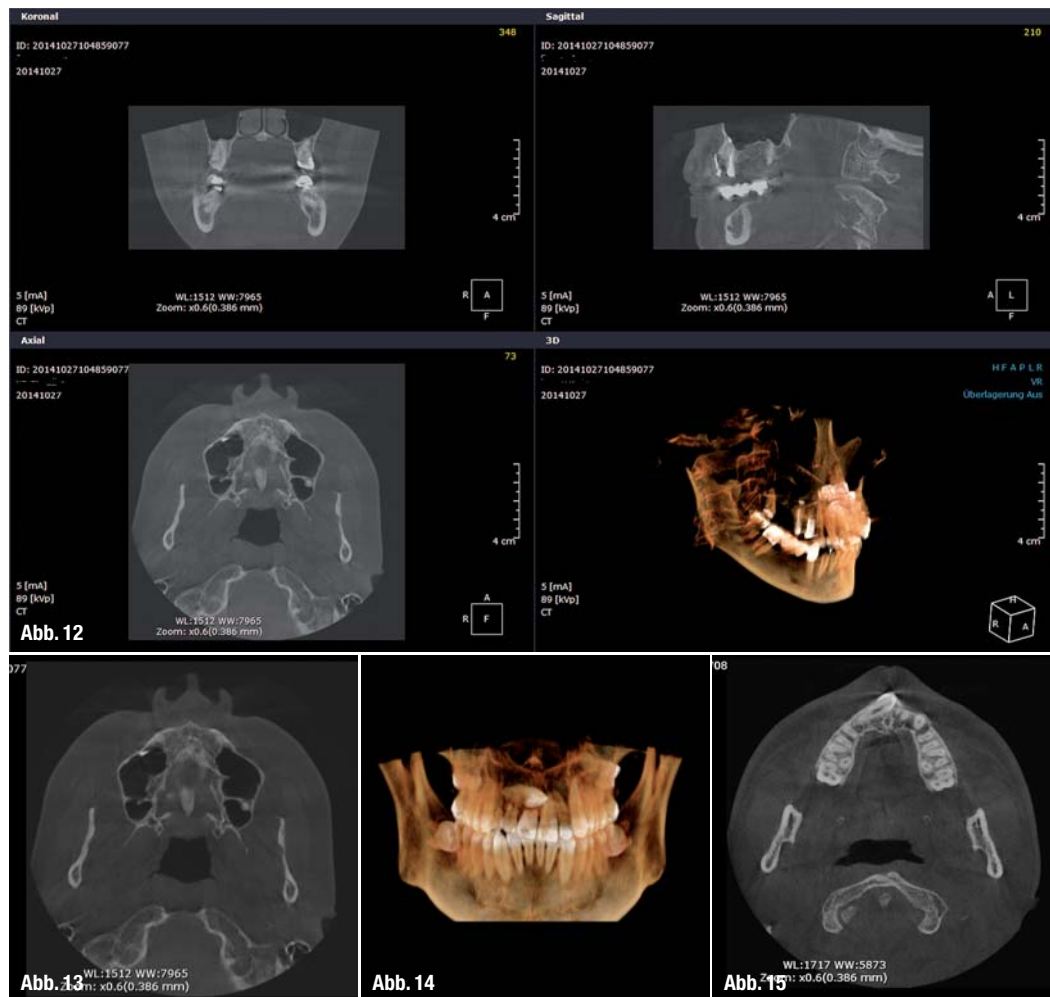 Koronal
348
ID: 20141027104859077
20141027
4 cm
5 [mA]
89 [kVp]
CT
WL:1512 WW:7965
Zoom: x0.6(0.386 mm)
R A
F
Sagittal
210
ID: 20141027104859077
20141027
4 cm
5 [mA]
89 [kVp]
CT
WL:1512 WW:7965
Zoom: x0.6(0.386 mm)
A L
F
Axial
73
ID: 20141027104859077
20141027
4 cm
5 [mA]
89 [kVp]
CT
WL:1512 WW:7965
Zoom: x0.6(0.386 mm)
A
R F
Abb. 12
3D
ID: 20141027104859077
20141027
H F A P L R
VR
Überlagerung Aus
4 cm
5 [mA]
89 [kVp]
CT
H
R A
077
WL:1512 WW:7965
Zoom: x0.6(0.386 mm)
Abb. 13
Abb. 14
'08
WL:1717 WW:5873
Zoom: x0.6(0.386 mm)
Abb. 15